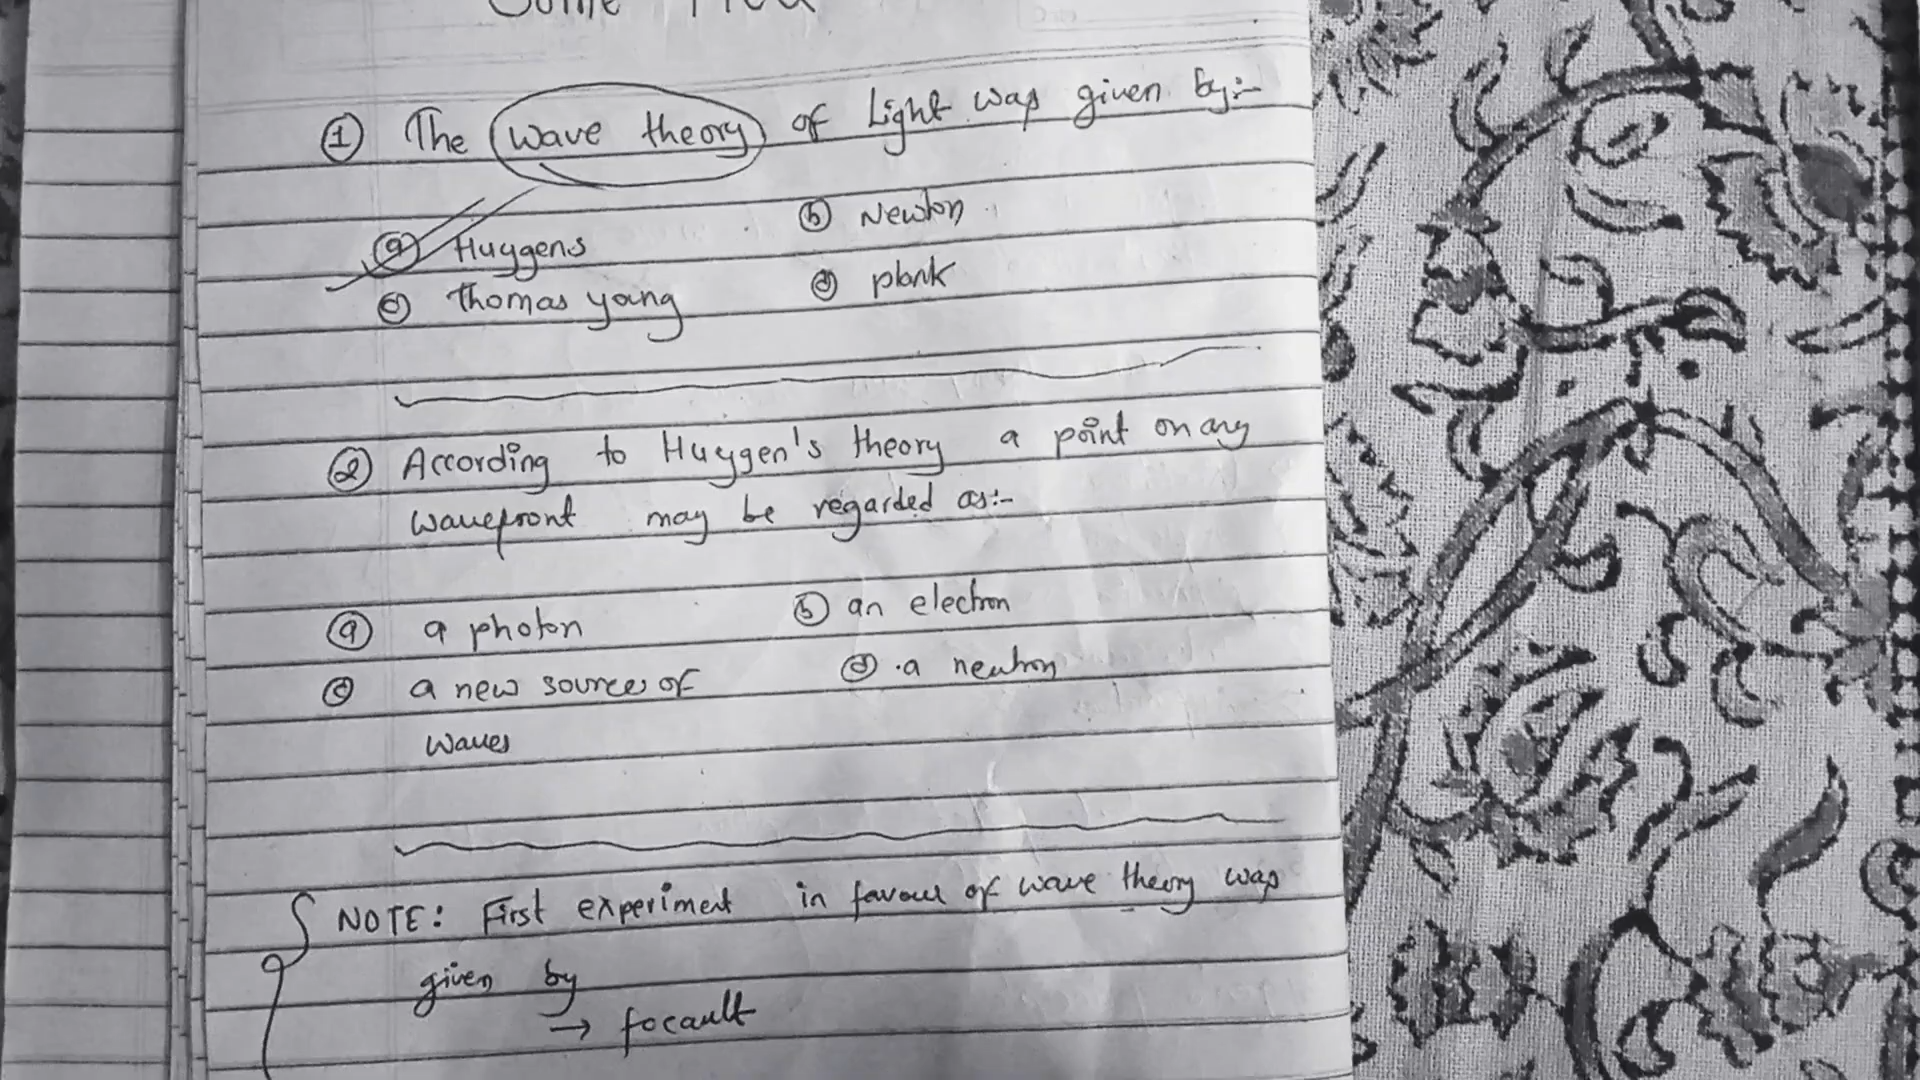 Some
① The wave theory of Light was given by:-
ⓐ Huygens ⓑ Newton
ⓒ Thomas young ⓓ plank
② According to Huygen's theory a point on any
wavefront may be regarded as:-
ⓐ a photon ⓑ an electron
ⓒ a new source of ⓓ a neutron
waves
NOTE: First experiment in favour of wave theory was
given by
→ focault